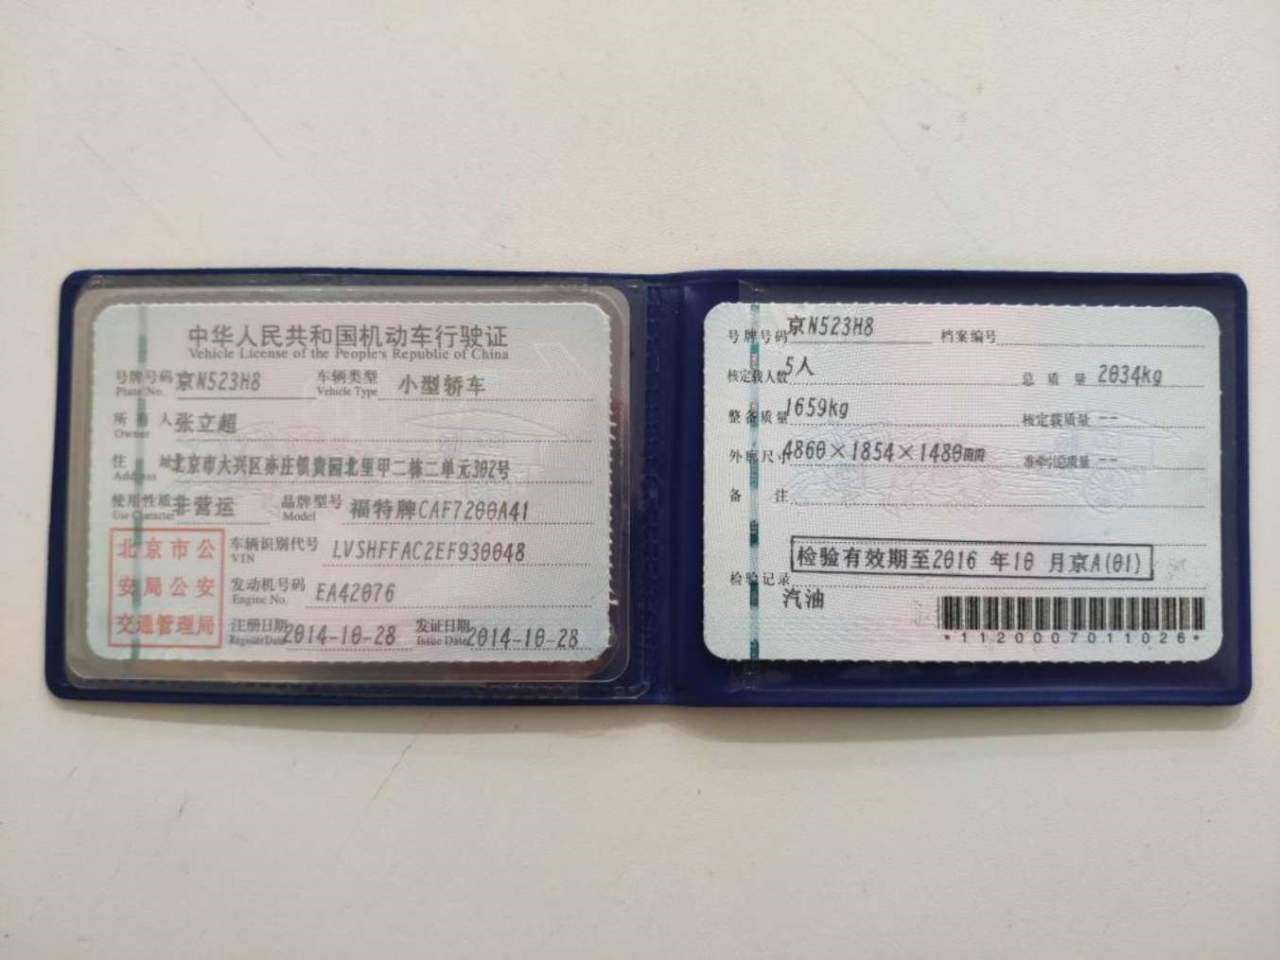 中华人民共和国机动车行驶证
Vehicle License of the People's Republic of China
号牌号码 京N523H8 车辆类型 小型轿车
Plate No. Vehicle Type
所有人 张立超
Owner
住址 北京市大兴区亦庄镇贵园北里甲二栋二单元302号
Address
使用性质 非营运 品牌型号 福特牌CAF7200A41
Use Character Model
北京市公
安局公安
交通管理局
车辆识别代号 LVSHFFAC2EF930048
VIN
发动机号码 EA42076
Engine No.
注册日期 2014-10-28 发证日期 2014-10-28
Register Date Issue Date
号牌号码 京N523H8 档案编号
核定载人数 5人 总质量 2034kg
整备质量 1659kg 核定载质量 --
外廓尺寸 4860×1854×1480mm 准牵引总质量 --
备注
检验有效期至2016 年10 月京A(01)
检验记录
汽油
*1120007011026*